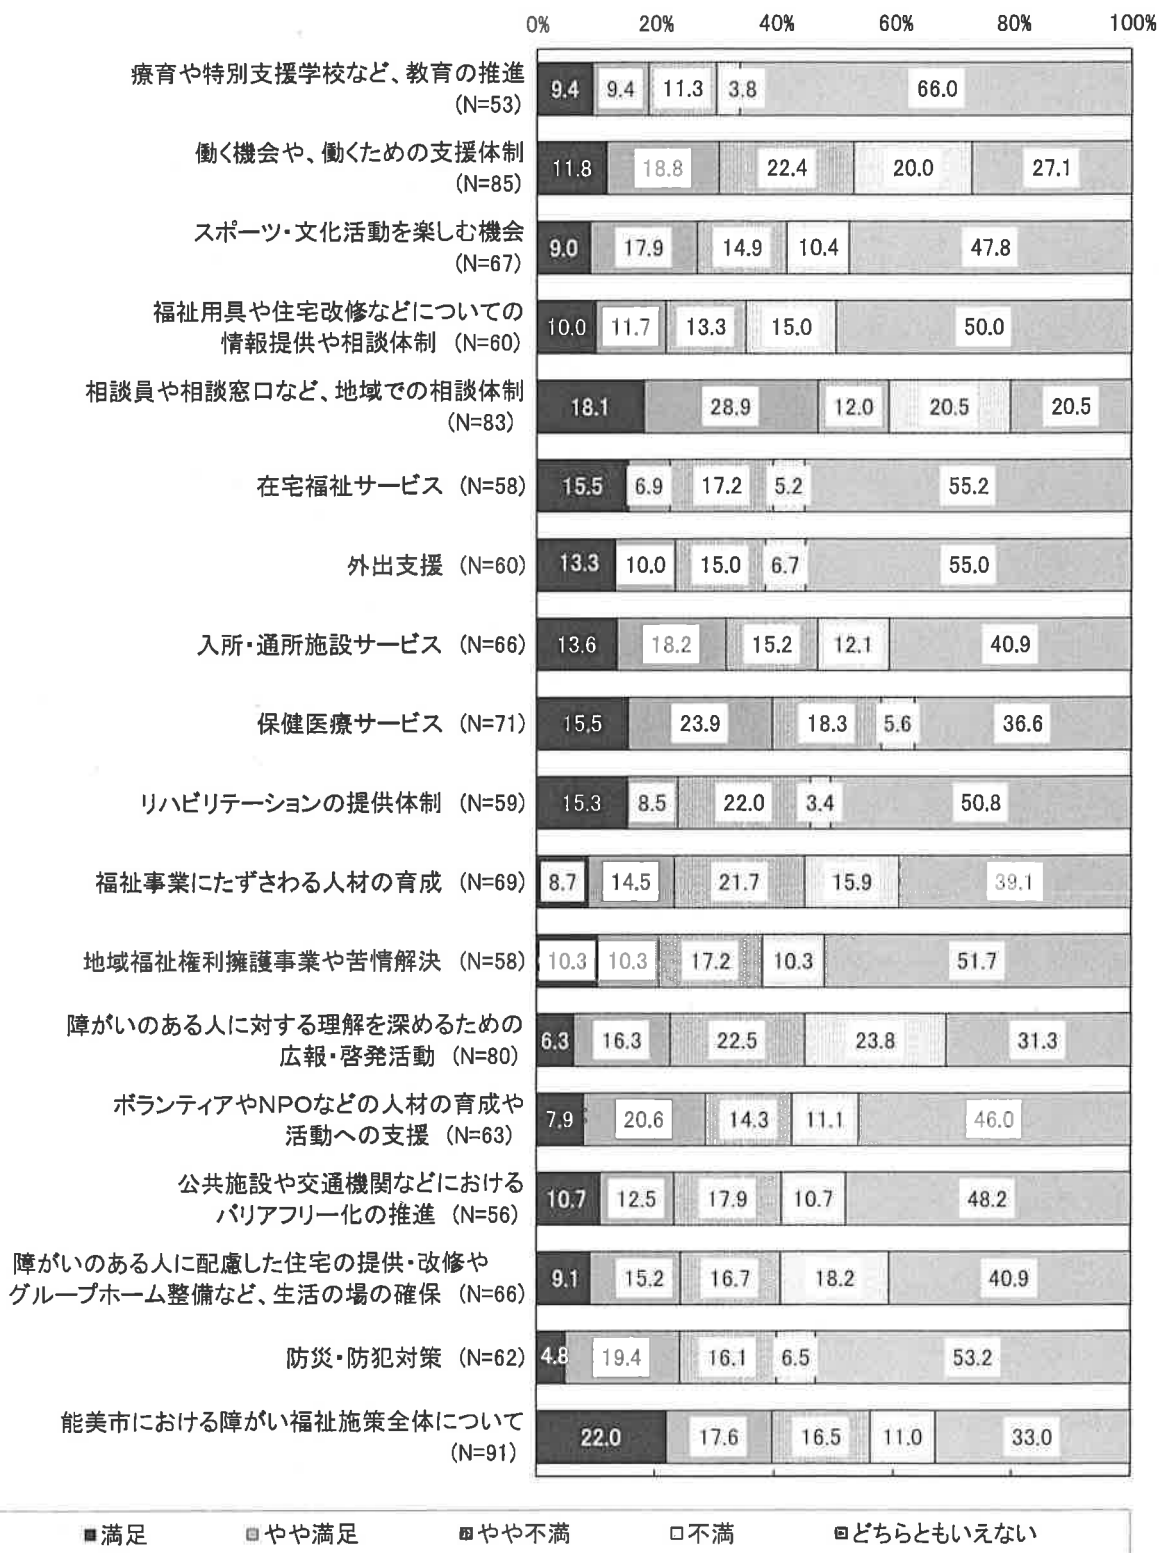 0% 20% 40% 60% 80% 100%
療育や特別支援学校など、教育の推進
(N=53)
9.4 9.4 11.3 3.8 66.0
働く機会や、働くための支援体制
(N=85)
11.8 18.8 22.4 20.0 27.1
スポーツ・文化活動を楽しむ機会
(N=67)
9.0 17.9 14.9 10.4 47.8
福祉用具や住宅改修などについての
情報提供や相談体制 (N=60)
10.0 11.7 13.3 15.0 50.0
相談員や相談窓口など、地域での相談体制
(N=83)
18.1 28.9 12.0 20.5 20.5
在宅福祉サービス (N=58) 15.5 6.9 17.2 5.2 55.2
外出支援 (N=60) 13.3 10.0 15.0 6.7 55.0
入所・通所施設サービス (N=66) 13.6 18.2 15.2 12.1 40.9
保健医療サービス (N=71) 15.5 23.9 18.3 5.6 36.6
リハビリテーションの提供体制 (N=59) 15.3 8.5 22.0 3.4 50.8
福祉事業にたずさわる人材の育成 (N=69) 8.7 14.5 21.7 15.9 39.1
地域福祉権利擁護事業や苦情解決 (N=58) 10.3 10.3 17.2 10.3 51.7
障がいのある人に対する理解を深めるための
広報・啓発活動 (N=80)
6.3 16.3 22.5 23.8 31.3
ボランティアやNPOなどの人材の育成や
活動への支援 (N=63)
7.9 20.6 14.3 11.1 46.0
公共施設や交通機関などにおける
バリアフリー化の推進 (N=56)
10.7 12.5 17.9 10.7 48.2
障がいのある人に配慮した住宅の提供・改修や
グループホーム整備など、生活の場の確保 (N=66)
9.1 15.2 16.7 18.2 40.9
防災・防犯対策 (N=62) 4.8 19.4 16.1 6.5 53.2
能美市における障がい福祉施策全体について
(N=91)
22.0 17.6 16.5 11.0 33.0
満足 やや満足 やや不満 不満 どちらともいえない